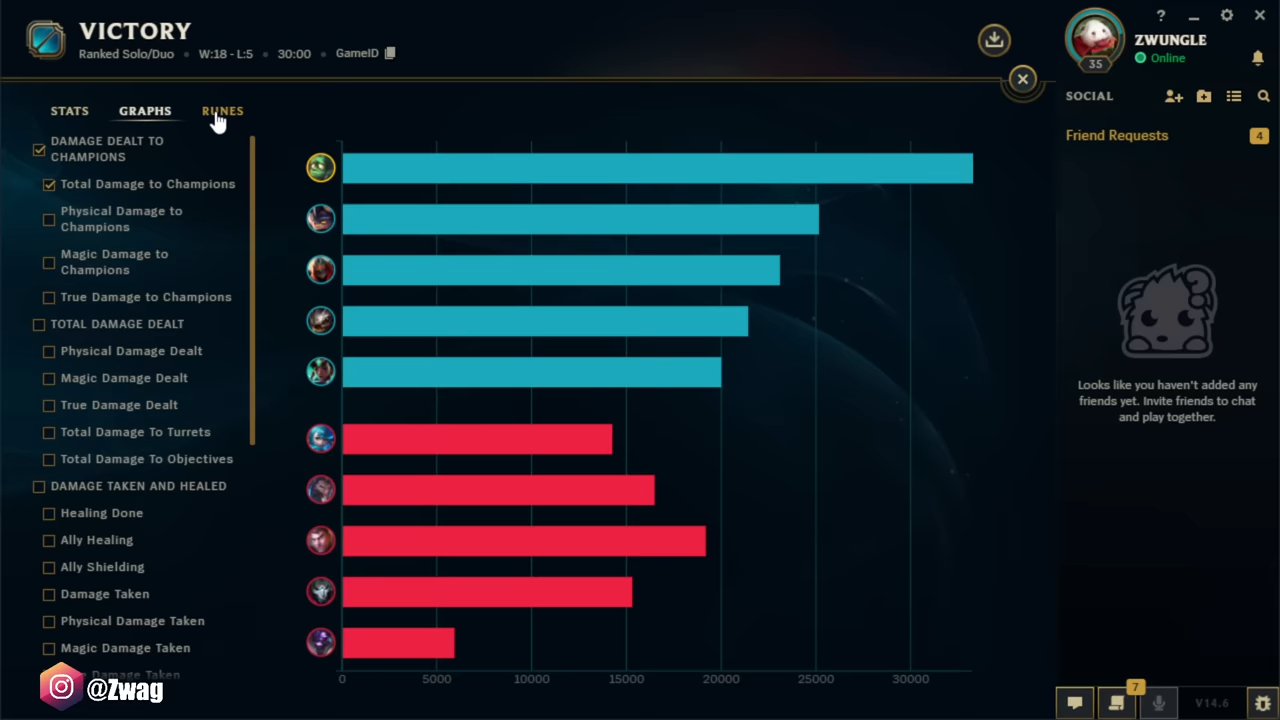 VICTORY
Ranked Solo/Duo • W:18 - L:5 • 30:00 GameID
?
ZWUNGLE
35
Online
SOCIAL
STATS GRAPHS RUNES
Friend Requests 4
DAMAGE DEALT TO
CHAMPIONS
Total Damage to Champions
Physical Damage to
Champions
Magic Damage to
Champions
True Damage to Champions
TOTAL DAMAGE DEALT
Physical Damage Dealt
Magic Damage Dealt
True Damage Dealt
Total Damage To Turrets
Total Damage To Objectives
DAMAGE TAKEN AND HEALED
Healing Done
Ally Healing
Ally Shielding
Damage Taken
Physical Damage Taken
Magic Damage Taken
Damage Taken
@Zwag
0 5000 10000 15000 20000 25000 30000
Looks like you haven't added any
friends yet. Invite friends to chat
and play together.
7
V14.6